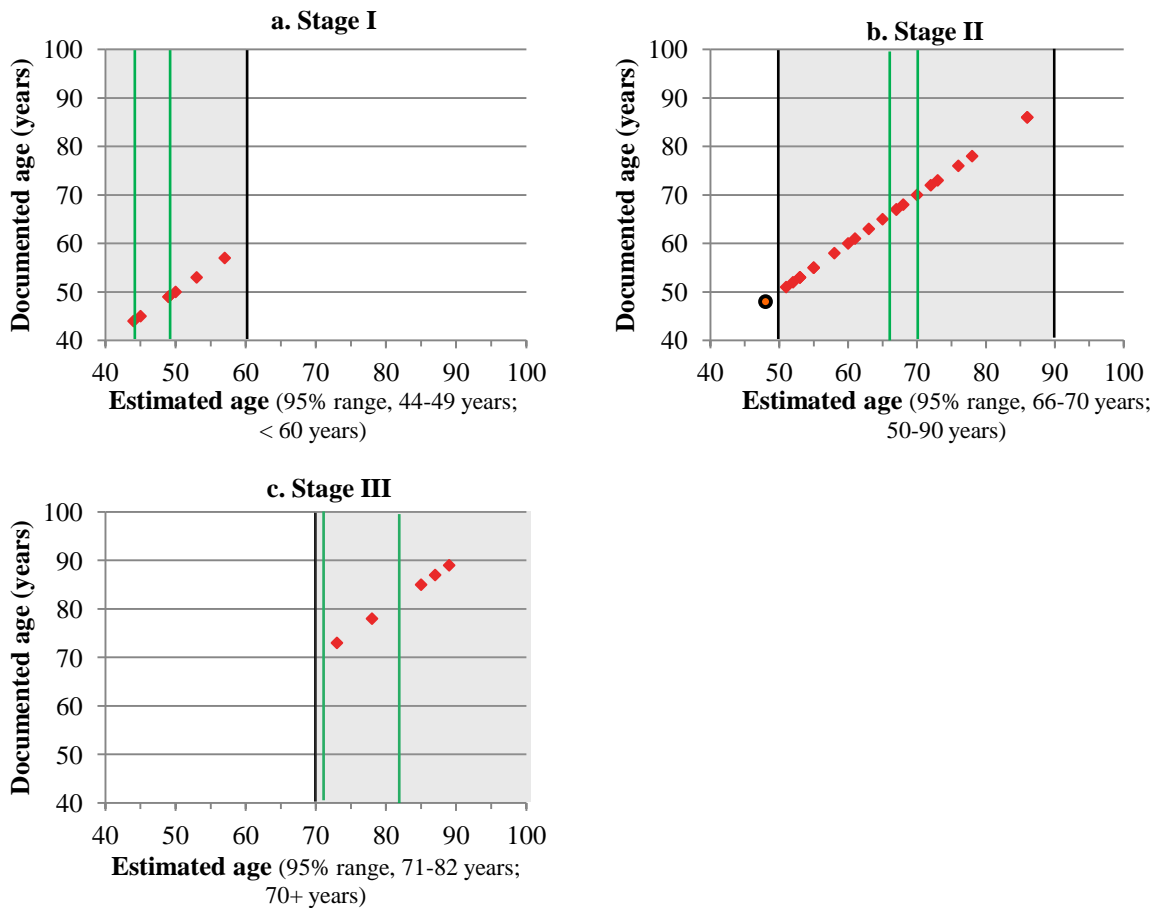 a. Stage I
Documented age (years)
100
90
80
70
60
50
40
40 50 60 70 80 90 100
Estimated age (95% range, 44-49 years;
< 60 years)
b. Stage II
Documented age (years)
100
90
80
70
60
50
40
40 50 60 70 80 90 100
Estimated age (95% range, 66-70 years;
50-90 years)
c. Stage III
Documented age (years)
100
90
80
70
60
50
40
40 50 60 70 80 90 100
Estimated age (95% range, 71-82 years;
70+ years)